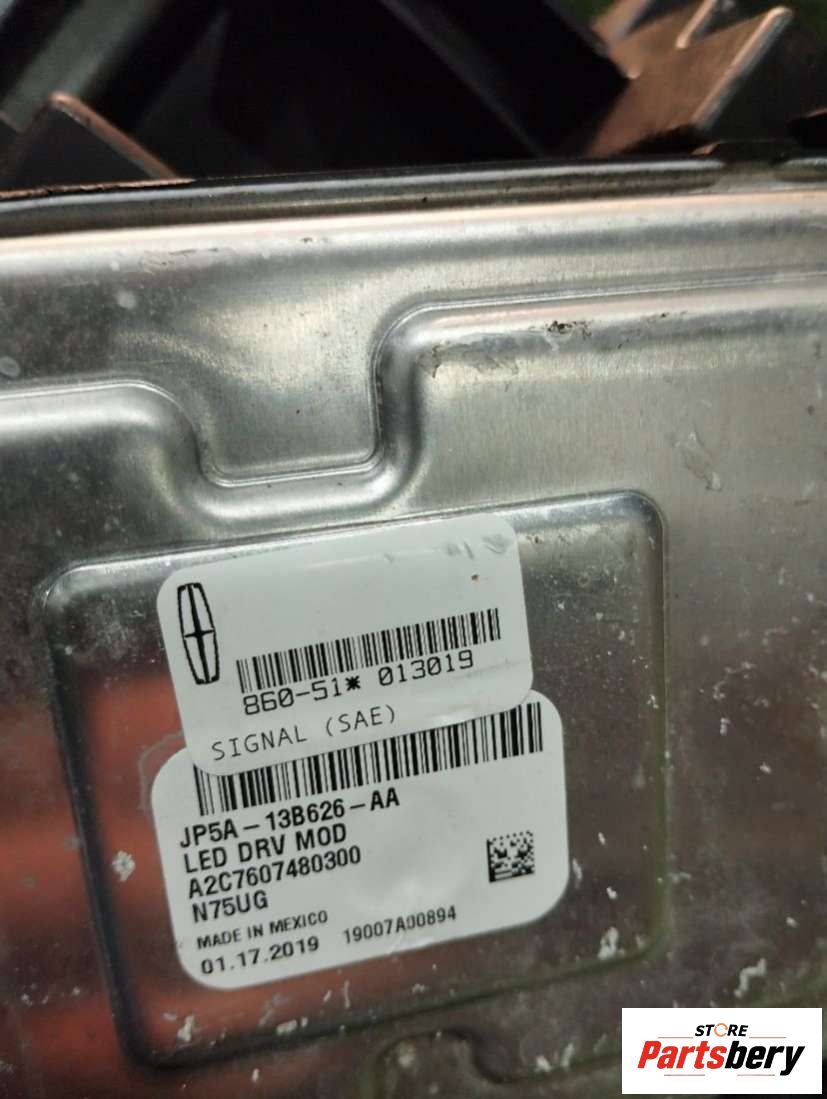 860-51* 013019
SIGNAL (SAE)
JP5A-13B626-AA
LED DRV MOD
A2C7607480300
N75UG
MADE IN MEXICO
01.17.2019 19007A00894
STORE
Partsbery